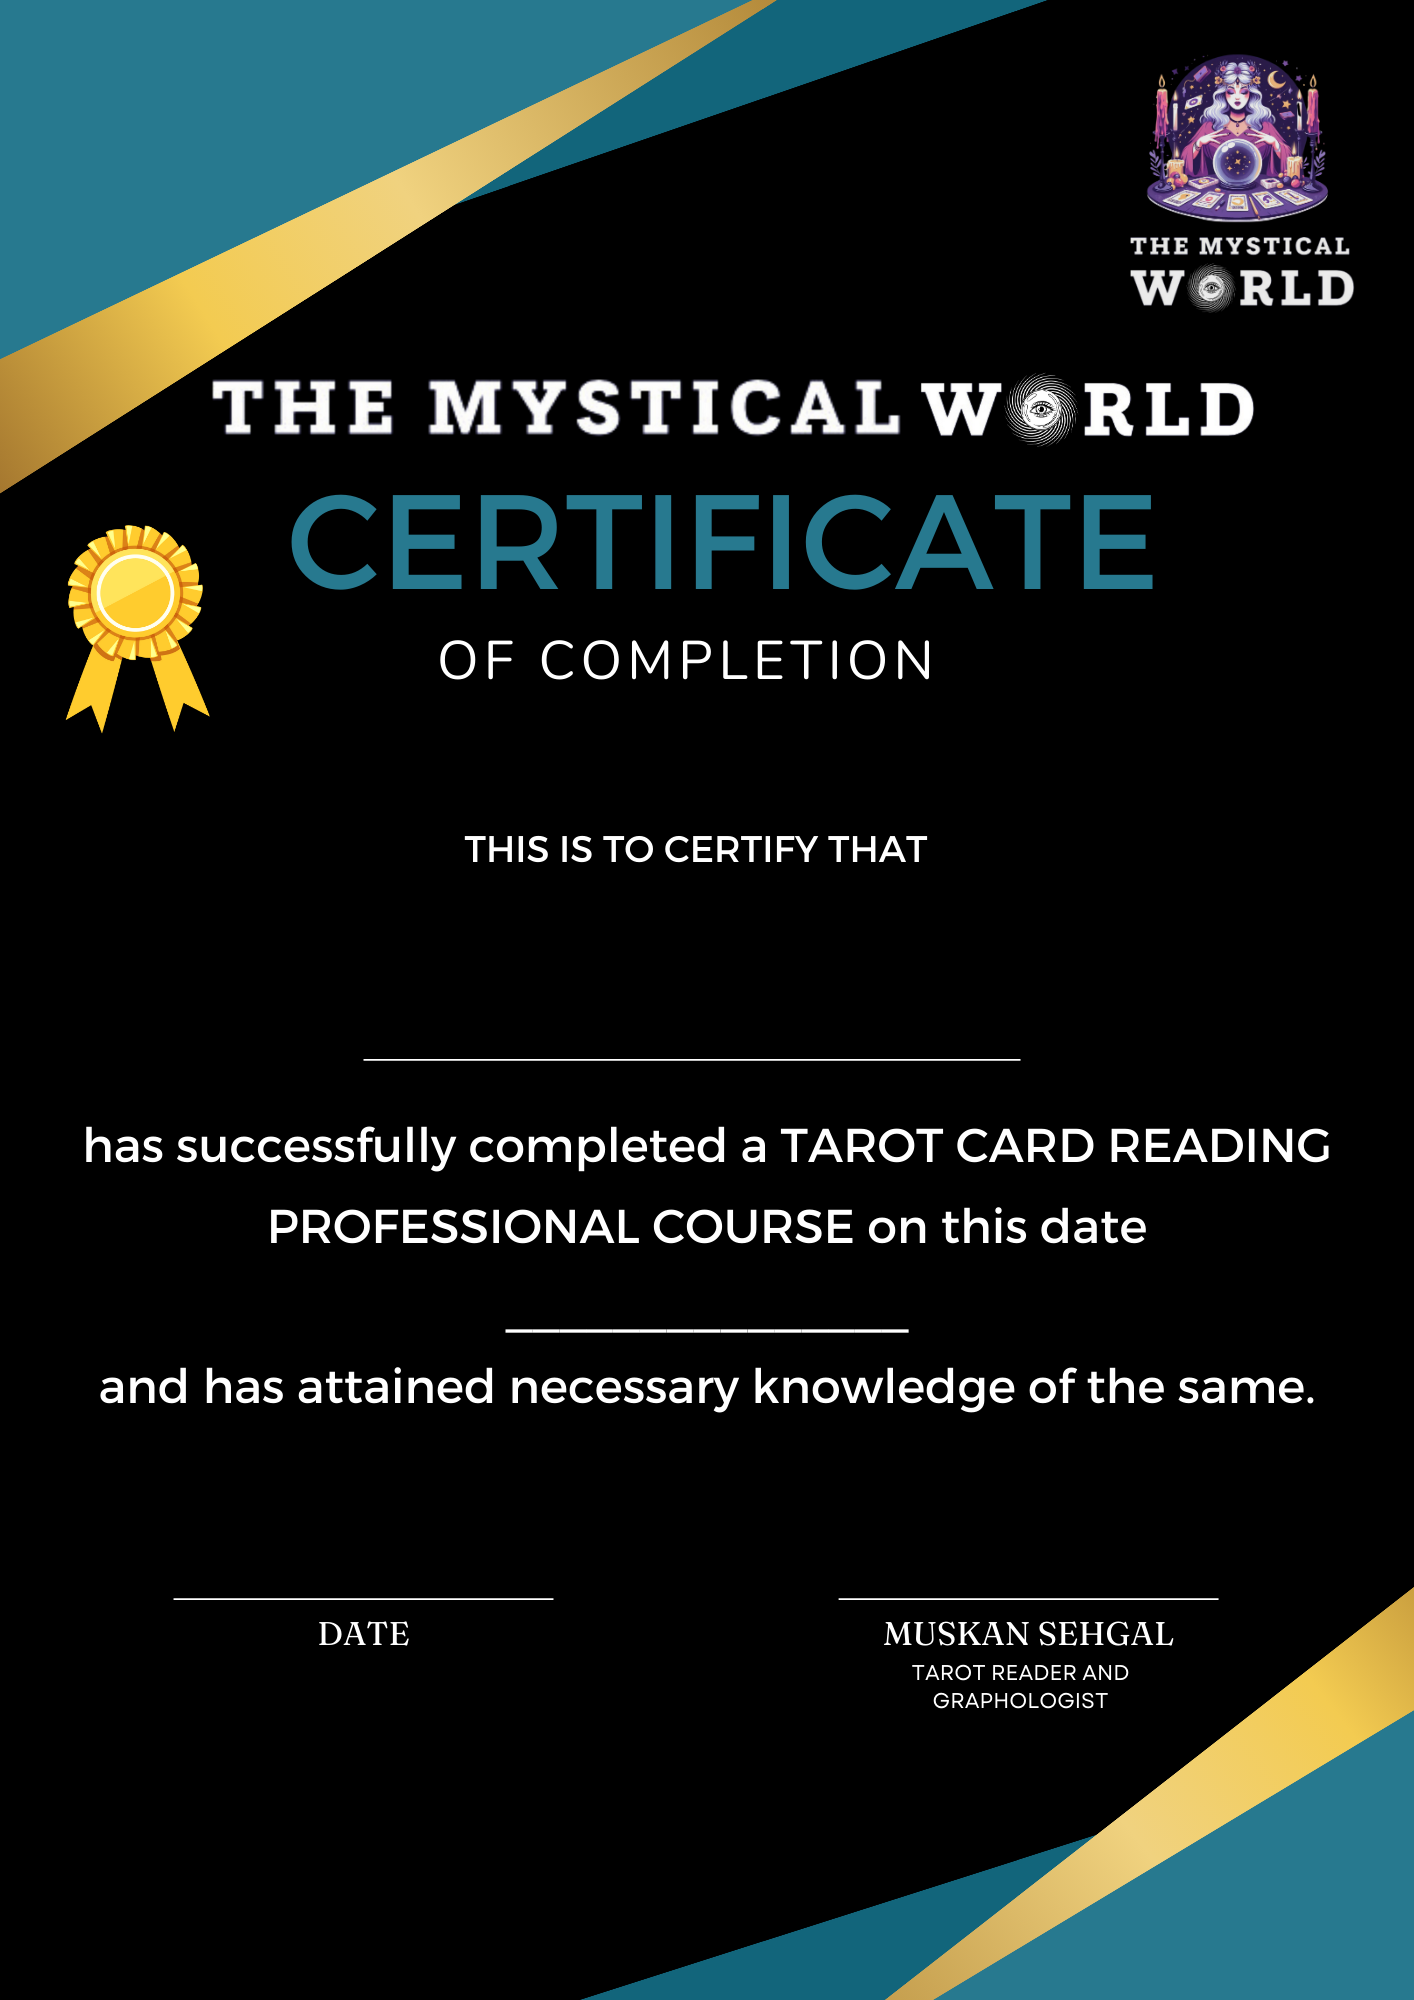 THE MYSTICAL
WORLD
THE MYSTICAL WORLD
CERTIFICATE
OF COMPLETION
THIS IS TO CERTIFY THAT
has successfully completed a TAROT CARD READING
PROFESSIONAL COURSE on this date
_______________
and has attained necessary knowledge of the same.
DATE
MUSKAN SEHGAL
TAROT READER AND
GRAPHOLOGIST